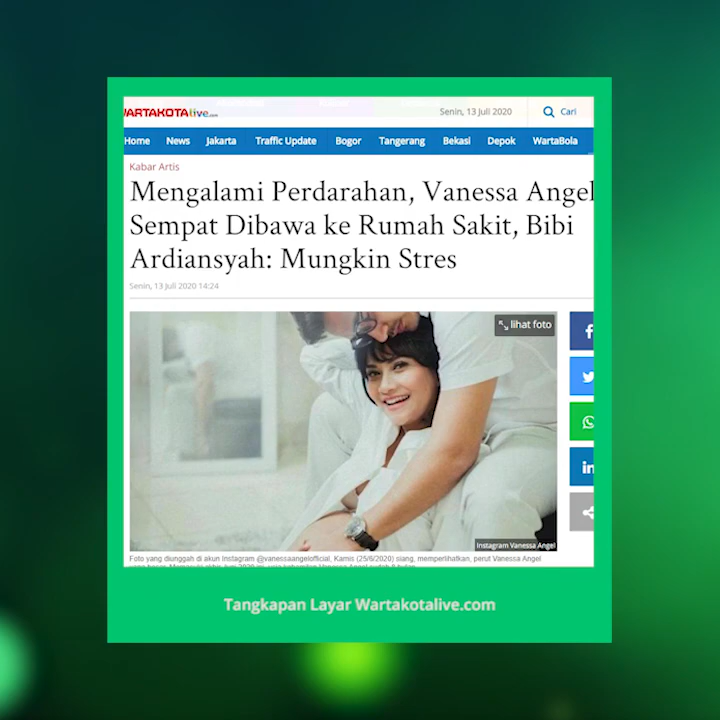 WARTAKOTAlive.com
Senin, 13 Juli 2020
Cari
Home News Jakarta Traffic Update Bogor Tangerang Bekasi Depok WartaBola
Kabar Artis
Mengalami Perdarahan, Vanessa Angel
Sempat Dibawa ke Rumah Sakit, Bibi
Ardiansyah: Mungkin Stres
Senin, 13 Juli 2020 14:24
lihat foto
Instagram Vanessa Angel
Foto yang diunggah di akun Instagram @vanessaangelofficial, Kamis (25/6/2020) siang, memperlihatkan, perut Vanessa Angel
Tangkapan Layar Wartakotalive.com